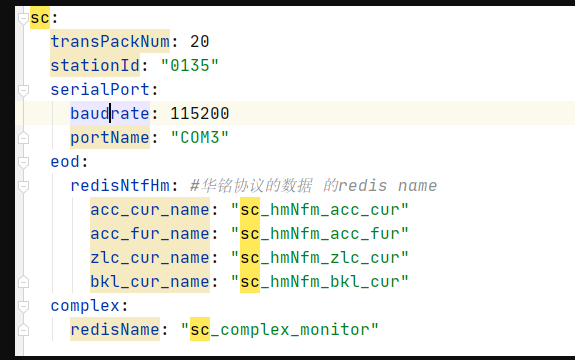 sc:
  transPackNum: 20
  stationId: "0135"
  serialPort:
    baudrate: 115200
    portName: "COM3"
  eod:
    redisNtfHm: #华铭协议的数据 的redis name
      acc_cur_name: "sc_hmNfm_acc_cur"
      acc_fur_name: "sc_hmNfm_acc_fur"
      zlc_cur_name: "sc_hmNfm_zlc_cur"
      bkl_cur_name: "sc_hmNfm_bkl_cur"
  complex:
    redisName: "sc_complex_monitor"